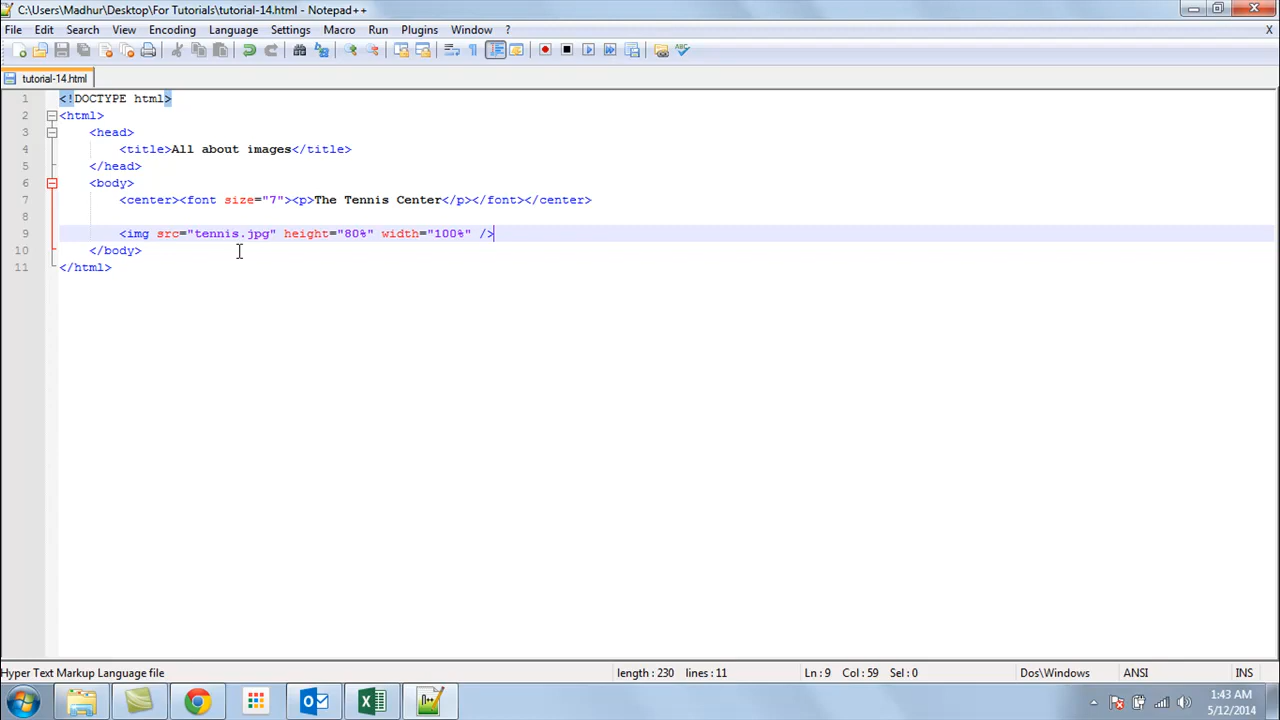 C:\Users\Madhur\Desktop\For Tutorials\tutorial-14.html - Notepad++
File Edit Search View Encoding Language Settings Macro Run Plugins Window ? X
tutorial-14.html
1 <!DOCTYPE html>
2 <html>
3 <head>
4 <title>All about images</title>
5 </head>
6 <body>
7 <center><font size="7"><p>The Tennis Center</p></font></center>
8
9 <img src="tennis.jpg" height="80%" width="100%" />
10 </body>
11 </html>
Hyper Text Markup Language file length : 230 lines : 11 Ln : 9 Col : 59 Sel : 0 Dos\Windows ANSI INS
1:43 AM
5/12/2014